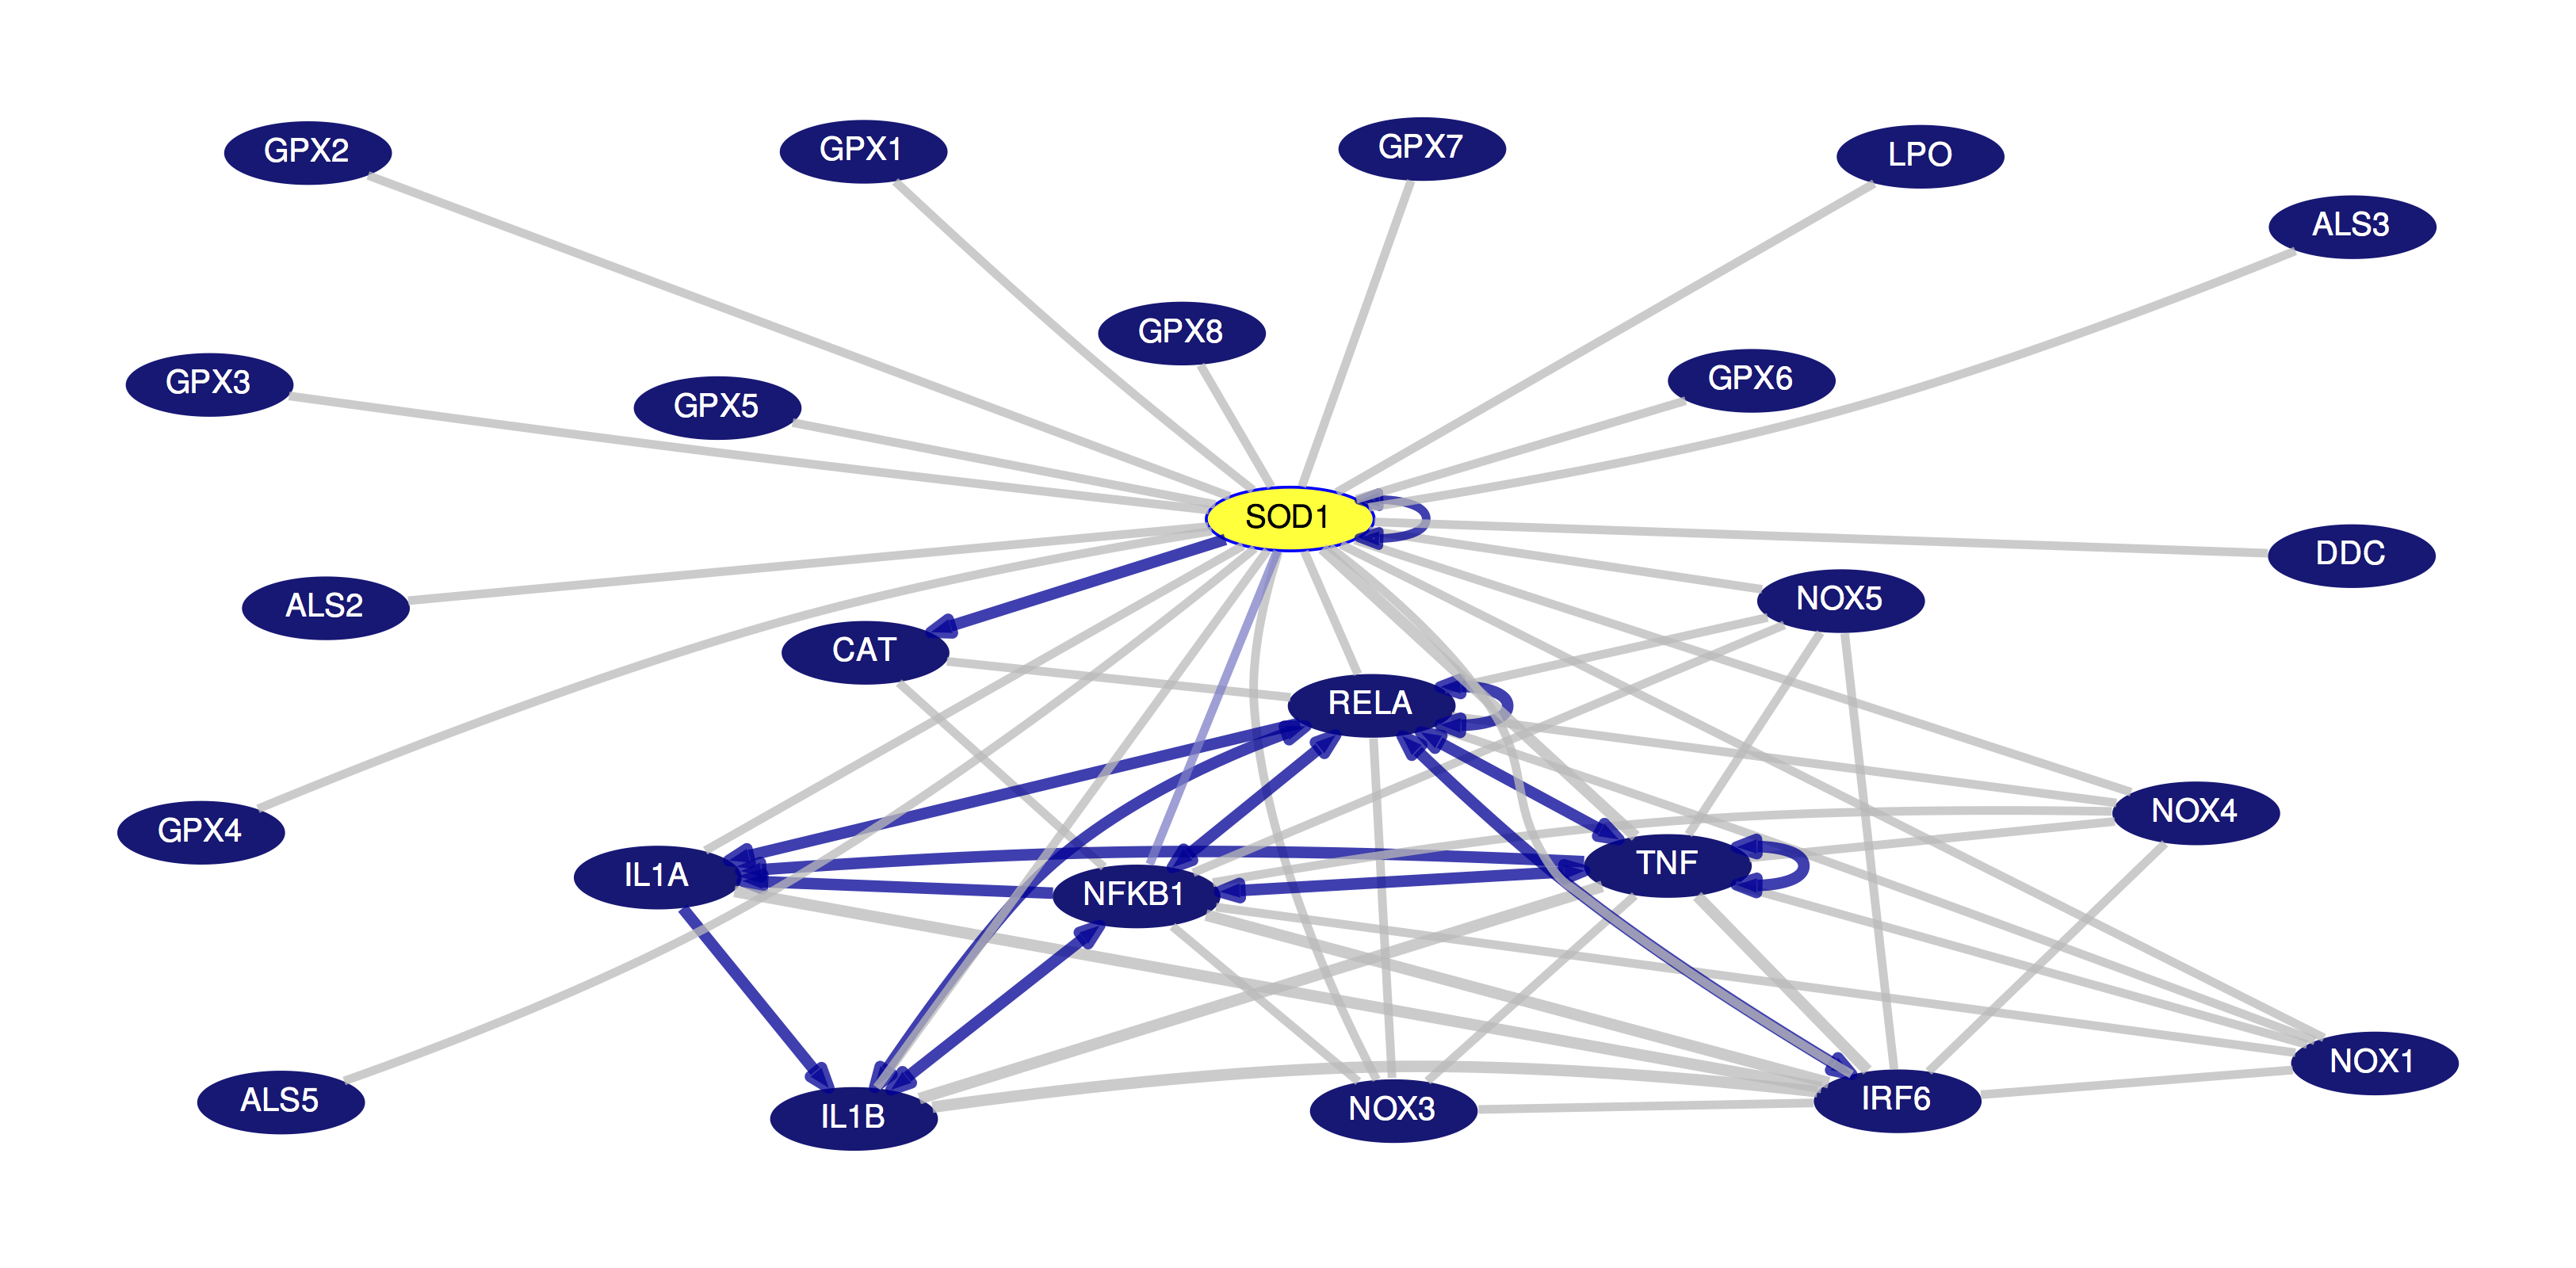 GPX2
GPX1
GPX7
LPO
ALS3
GPX8
GPX3
GPX5
GPX6
SOD1
DDC
ALS2
NOX5
CAT
RELA
NOX4
GPX4
IL1A
TNF
NFKB1
NOX1
ALS5
IL1B
NOX3
IRF6